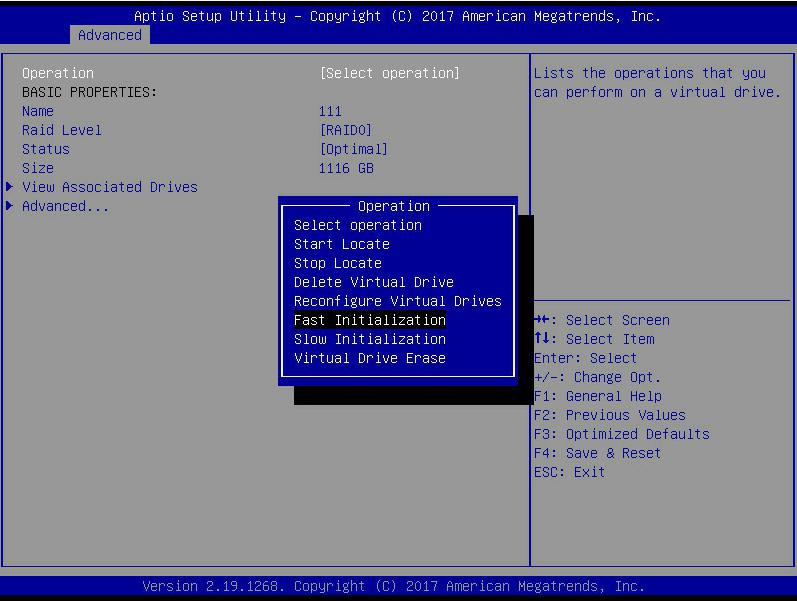 Aptio Setup Utility – Copyright (C) 2017 American Megatrends, Inc.
Advanced
Operation [Select operation]
BASIC PROPERTIES:
Name 111
Raid Level [RAID0]
Status [Optimal]
Size 1116 GB
View Associated Drives
Advanced...
Lists the operations that you
can perform on a virtual drive.
Operation
Select operation
Start Locate
Stop Locate
Delete Virtual Drive
Reconfigure Virtual Drives
Fast Initialization
Slow Initialization
Virtual Drive Erase
→←: Select Screen
↑↓: Select Item
Enter: Select
+/-: Change Opt.
F1: General Help
F2: Previous Values
F3: Optimized Defaults
F4: Save & Reset
ESC: Exit
Version 2.19.1268. Copyright (C) 2017 American Megatrends, Inc.